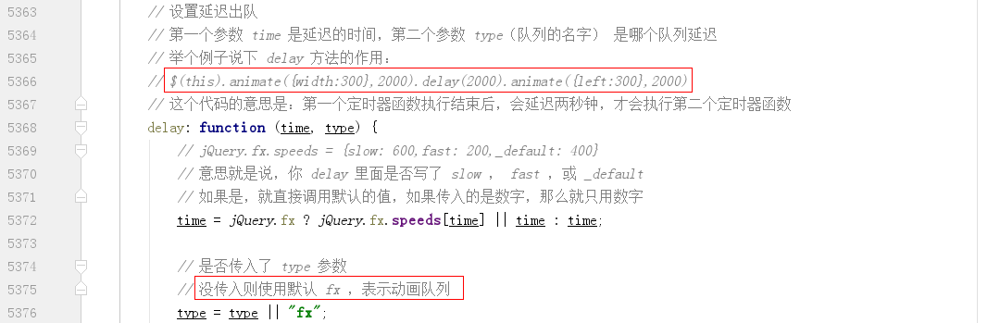 5363 // 设置延迟出队
5364 // 第一个参数 time 是延迟的时间，第二个参数 type（队列的名字） 是哪个队列延迟
5365 // 举个例子说下 delay 方法的作用：
5366 // $(this).animate({width:300},2000).delay(2000).animate({left:300},2000)
5367 // 这个代码的意思是：第一个定时器函数执行结束后，会延迟两秒钟，才会执行第二个定时器函数
5368 delay: function (time, type) {
5369 // jQuery.fx.speeds = {slow: 600,fast: 200,_default: 400}
5370 // 意思就是说，你 delay 里面是否写了 slow ， fast ，或 _default
5371 // 如果是，就直接调用默认的值，如果传入的是数字，那么就只用数字
5372 time = jQuery.fx ? jQuery.fx.speeds[time] || time : time;
5373
5374 // 是否传入了 type 参数
5375 // 没传入则使用默认 fx ，表示动画队列
5376 type = type || "fx";